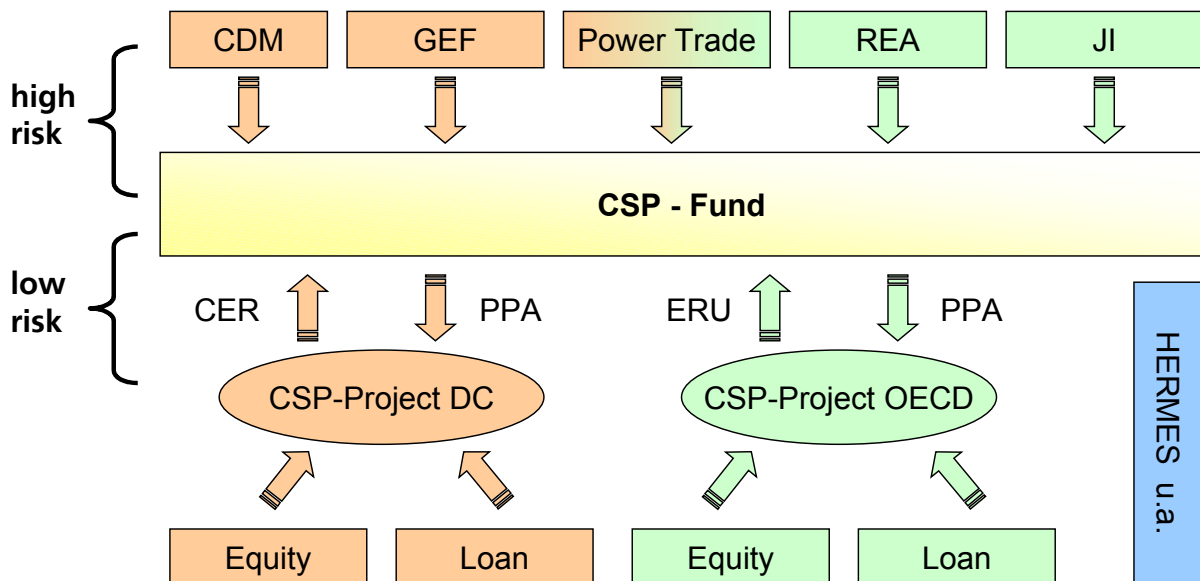 CDM
GEF
Power Trade
REA
JI
high
risk
CSP - Fund
low
risk
CER
PPA
ERU
PPA
CSP-Project DC
CSP-Project OECD
HERMES u.a.
Equity
Loan
Equity
Loan